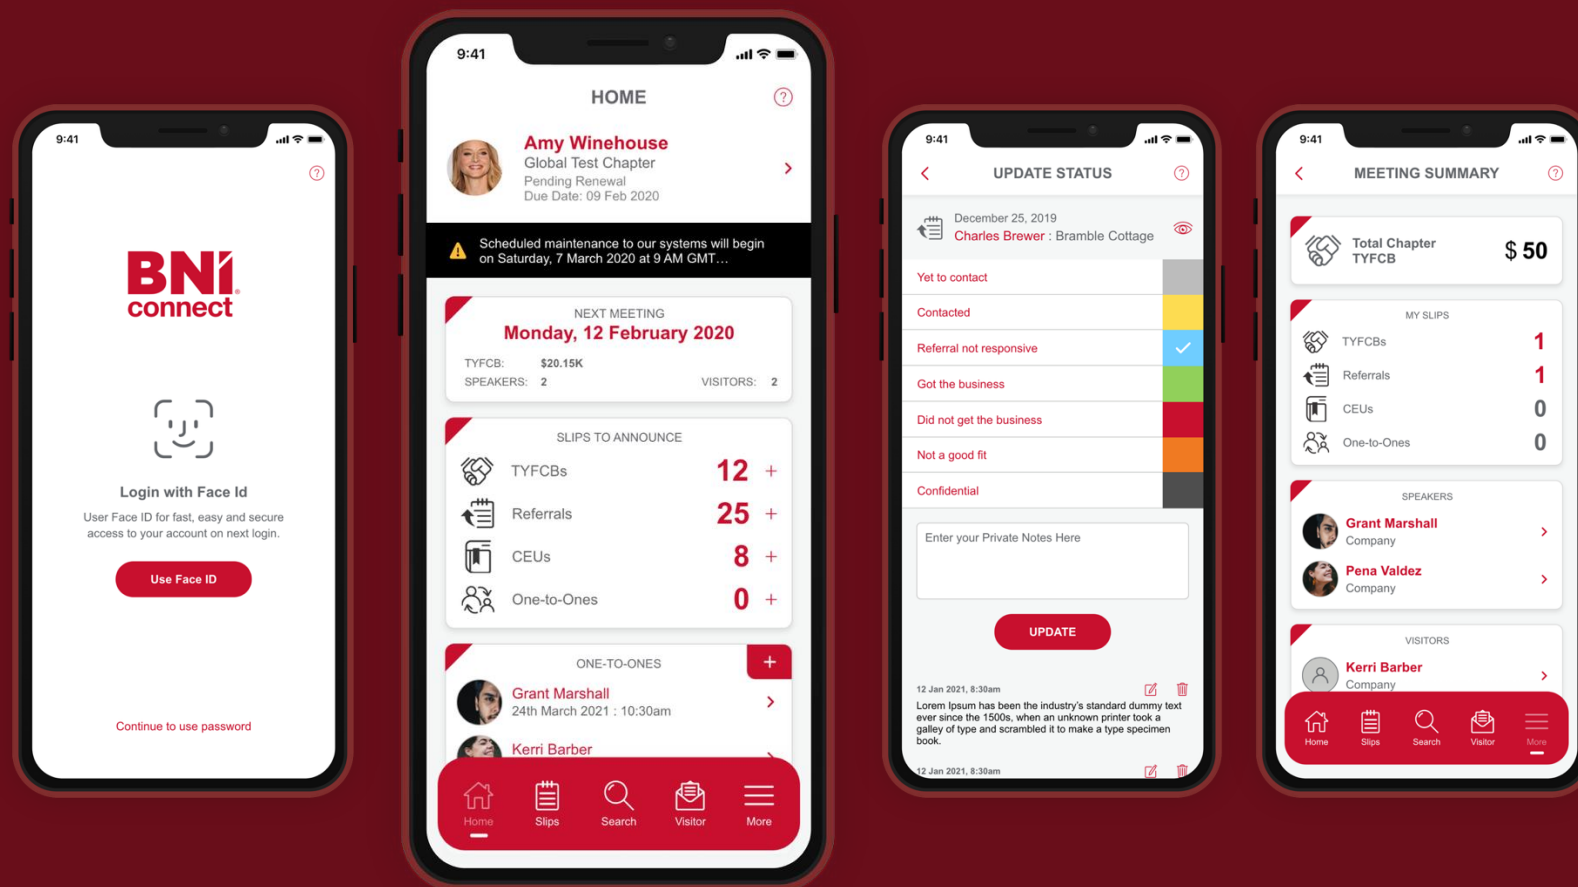 9:41
BNI®
connect
Login with Face Id
User Face ID for fast, easy and secure
access to your account on next login.
Use Face ID
Continue to use password
9:41
HOME
Amy Winehouse
Global Test Chapter
Pending Renewal
Due Date: 09 Feb 2020
Scheduled maintenance to our systems will begin
on Saturday, 7 March 2020 at 9 AM GMT...
NEXT MEETING
Monday, 12 February 2020
TYFCB: $20.15K
SPEAKERS: 2 VISITORS: 2
SLIPS TO ANNOUNCE
TYFCBs 12 +
Referrals 25 +
CEUs 8 +
One-to-Ones 0 +
ONE-TO-ONES +
Grant Marshall
24th March 2021 : 10:30am
Kerri Barber
Home Slips Search Visitor More
9:41
UPDATE STATUS
December 25, 2019
Charles Brewer : Bramble Cottage
Yet to contact
Contacted
Referral not responsive
Got the business
Did not get the business
Not a good fit
Confidential
Enter your Private Notes Here
UPDATE
12 Jan 2021, 8:30am
Lorem Ipsum has been the industry's standard dummy text
ever since the 1500s, when an unknown printer took a
galley of type and scrambled it to make a type specimen
book.
12 Jan 2021, 8:30am
9:41
MEETING SUMMARY
Total Chapter
TYFCB
$ 50
MY SLIPS
TYFCBs 1
Referrals 1
CEUs 0
One-to-Ones 0
SPEAKERS
Grant Marshall
Company
Pena Valdez
Company
VISITORS
Kerri Barber
Company
Home Slips Search Visitor More